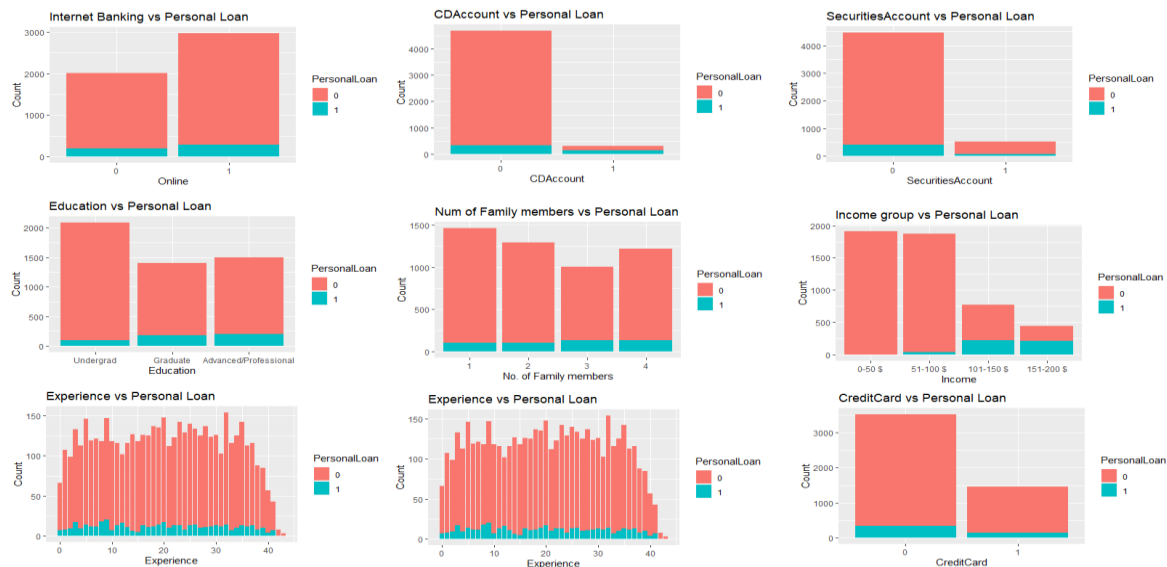 Internet Banking vs Personal Loan
3000
2000
1000
0
Count
0 1
Online
PersonalLoan
0
1
CDAccount vs Personal Loan
4000
3000
2000
1000
0
Count
0 1
CDAccount
PersonalLoan
0
1
SecuritiesAccount vs Personal Loan
4000
3000
2000
1000
0
Count
0 1
SecuritiesAccount
PersonalLoan
0
1
Education vs Personal Loan
2000
1500
1000
500
0
Count
Undergrad Graduate Advanced/Professional
Education
PersonalLoan
0
1
Num of Family members vs Personal Loan
1500
1000
500
0
Count
1 2 3 4
No. of Family members
PersonalLoan
0
1
Income group vs Personal Loan
2000
1500
1000
500
0
Count
0-50 $ 51-100 $ 101-150 $ 151-200 $
Income
PersonalLoan
0
1
Experience vs Personal Loan
150
100
50
0
Count
0 10 20 30 40
Experience
PersonalLoan
0
1
Experience vs Personal Loan
150
100
50
0
Count
0 10 20 30 40
Experience
PersonalLoan
0
1
CreditCard vs Personal Loan
3000
2000
1000
0
Count
0 1
CreditCard
PersonalLoan
0
1